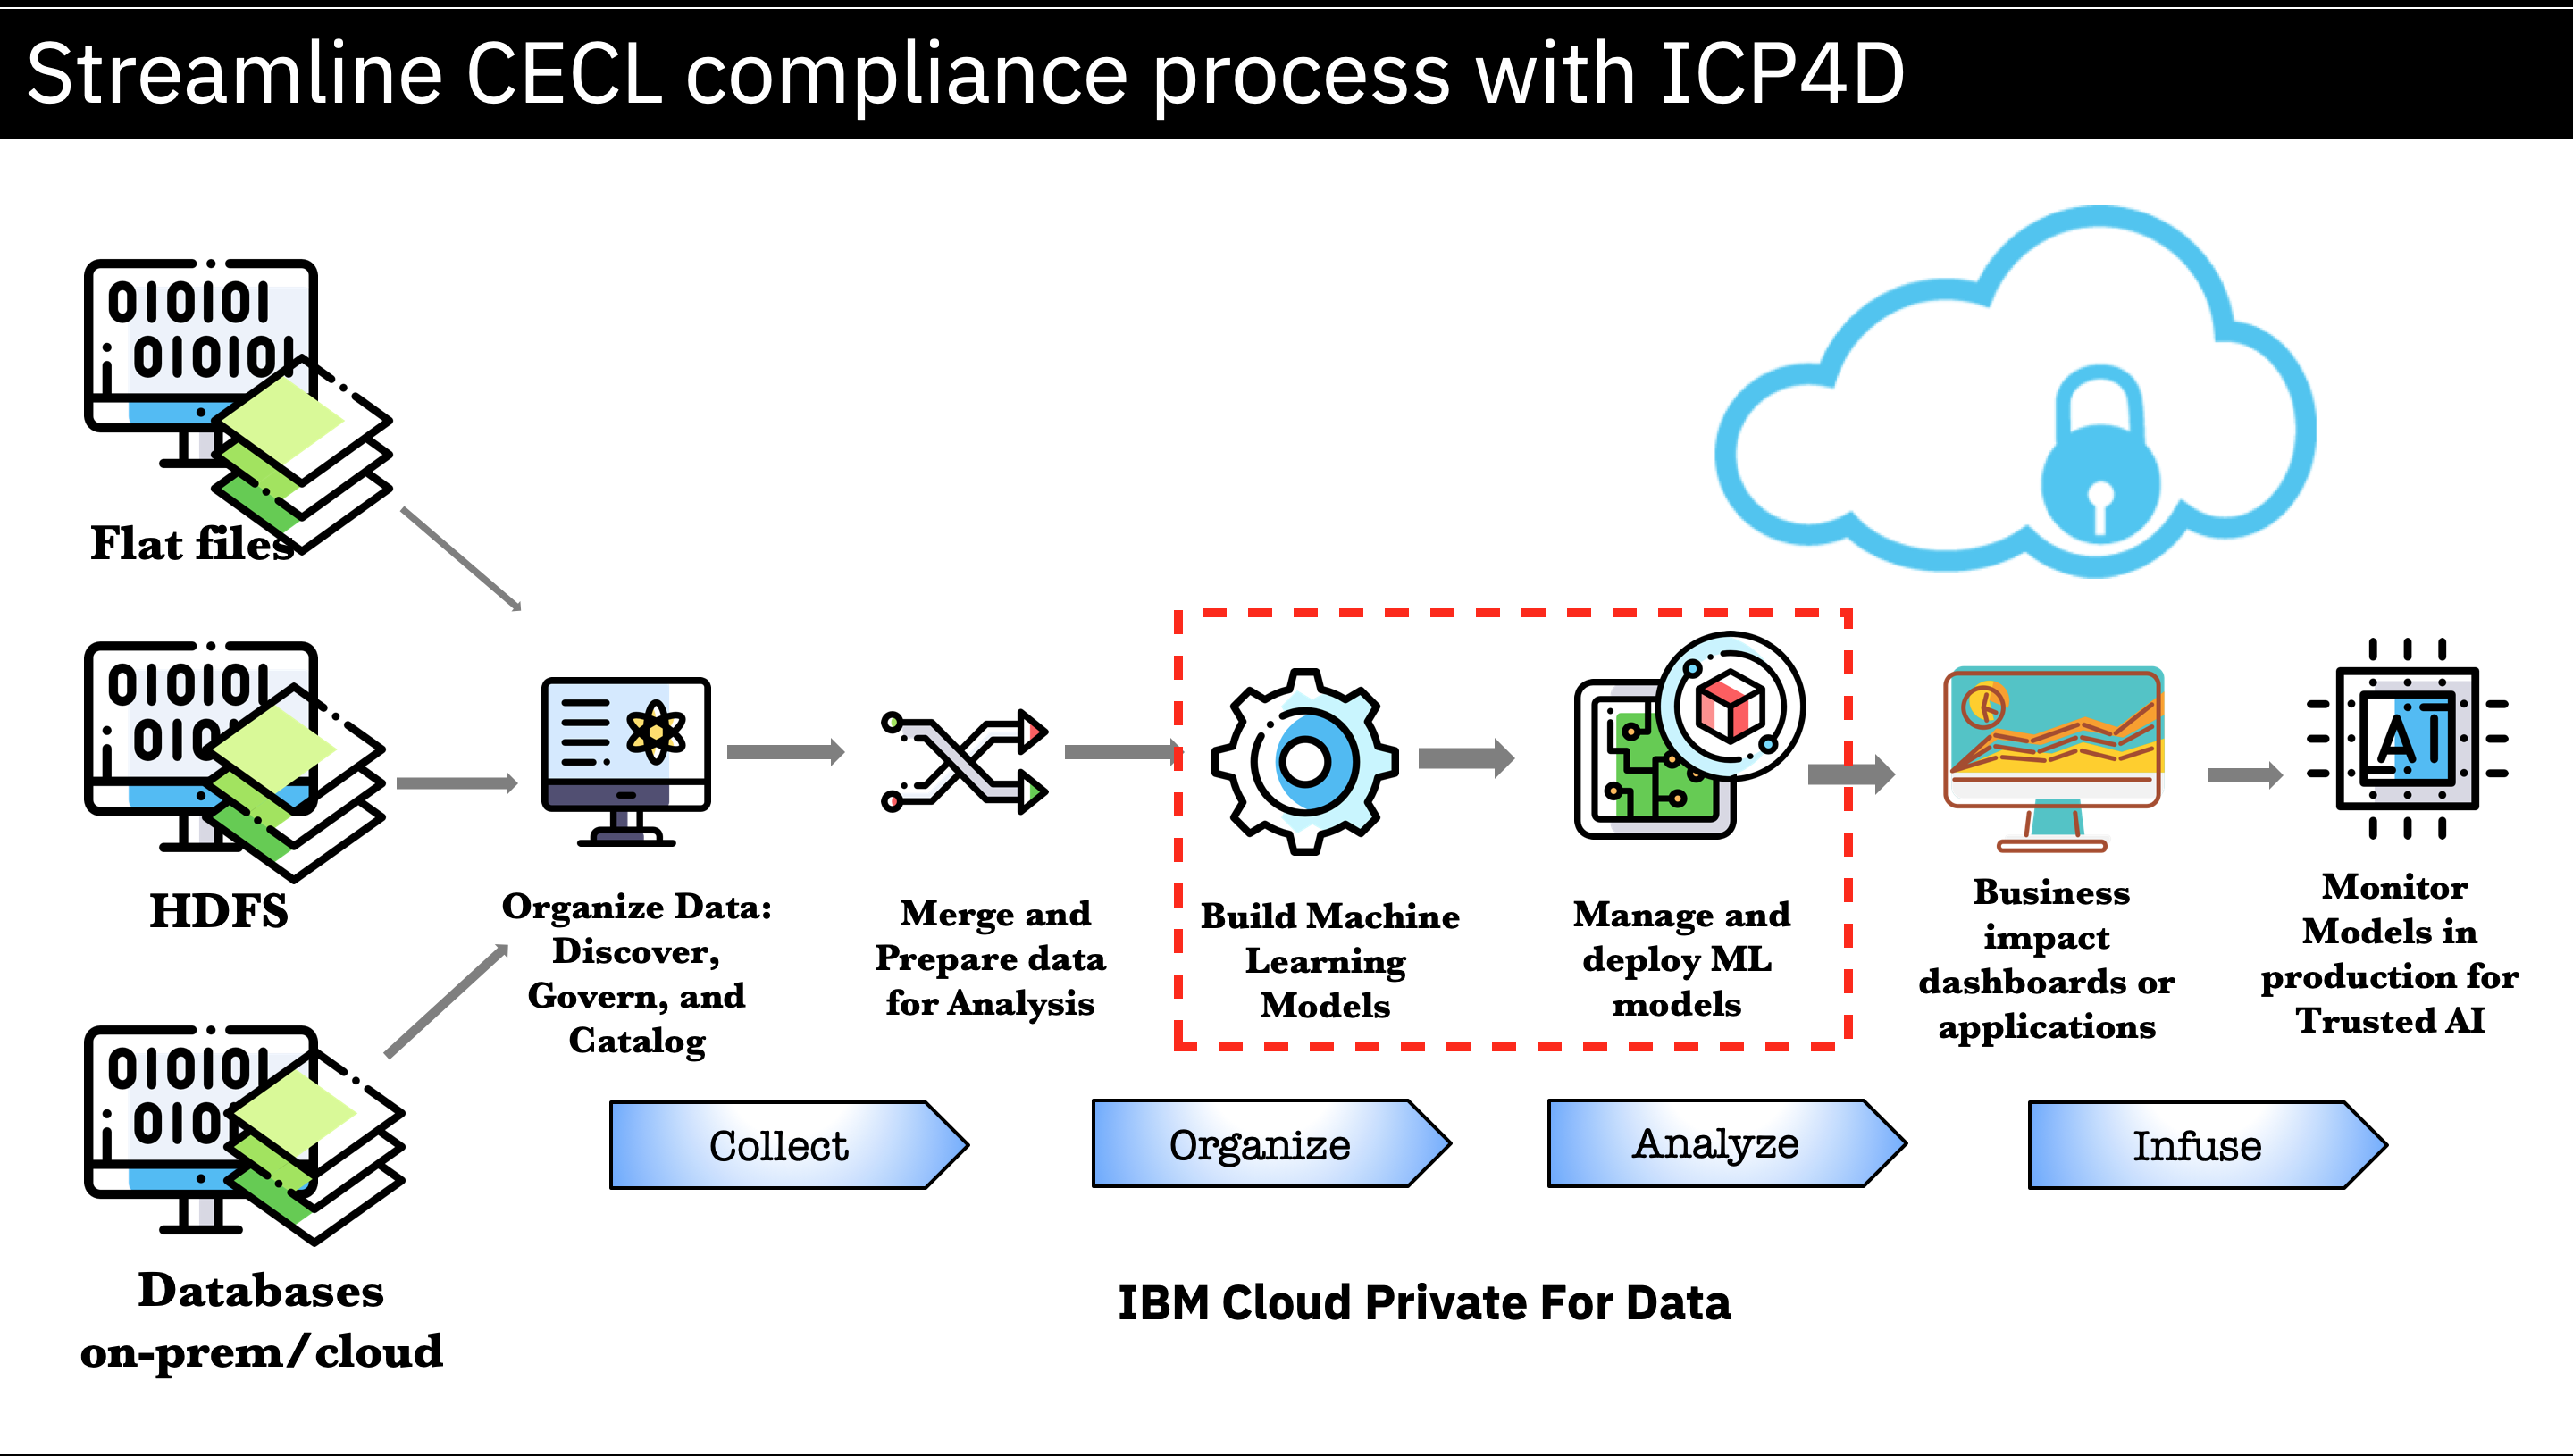 Streamline CECL compliance process with ICP4D
010101
010101
Flat files
010101
010
HDFS
010101
010
Databases
on-prem/cloud
Organize Data:
Discover,
Govern, and
Catalog
Merge and
Prepare data
for Analysis
Build Machine
Learning
Models
Manage and
deploy ML
models
Business
impact
dashboards or
applications
AI
Monitor
Models in
production for
Trusted AI
Collect
Organize
Analyze
Infuse
IBM Cloud Private For Data